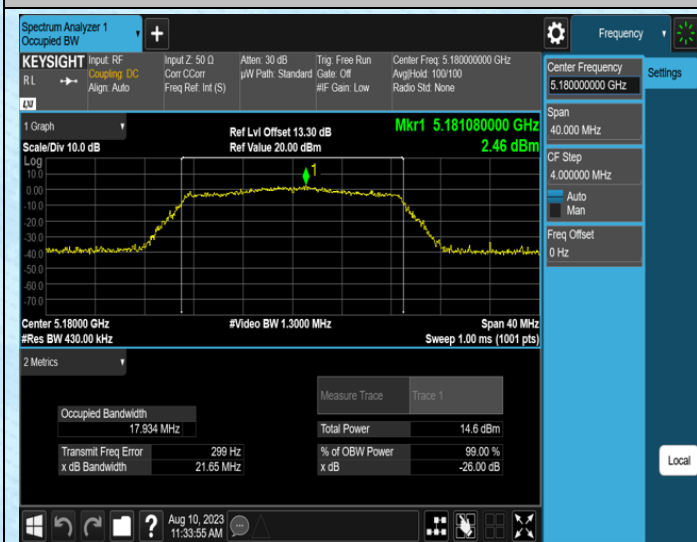 Spectrum Analyzer 1
Occupied BW
Frequency
KEYSIGHT
RL
LXI
Input: RF
Coupling: DC
Align: Auto
Input Z: 50 Ω
Corr CCorr
Freq Ref: Int (S)
Atten: 30 dB
µW Path: Standard
Trig: Free Run
Gate: Off
#IF Gain: Low
Center Freq: 5.180000000 GHz
Avg|Hold: 100/100
Radio Std: None
Center Frequency
5.180000000 GHz
Settings
Span
40.000 MHz
CF Step
4.000000 MHz
Auto
Man
Freq Offset
0 Hz
Local
1 Graph
Scale/Div 10.0 dB
Ref Lvl Offset 13.30 dB
Ref Value 20.00 dBm
Mkr1 5.181080000 GHz
2.46 dBm
Log
10.0
0.00
-10.0
-20.0
-30.0
-40.0
-50.0
-60.0
-70.0
1
Center 5.18000 GHz
#Res BW 430.00 kHz
#Video BW 1.3000 MHz
Span 40 MHz
Sweep 1.00 ms (1001 pts)
2 Metrics
Measure Trace
Trace 1
Occupied Bandwidth
17.934 MHz
Total Power
14.6 dBm
Transmit Freq Error
299 Hz
% of OBW Power
99.00 %
x dB Bandwidth
21.65 MHz
x dB
-26.00 dB
?
Aug 10, 2023
11:33:55 AM